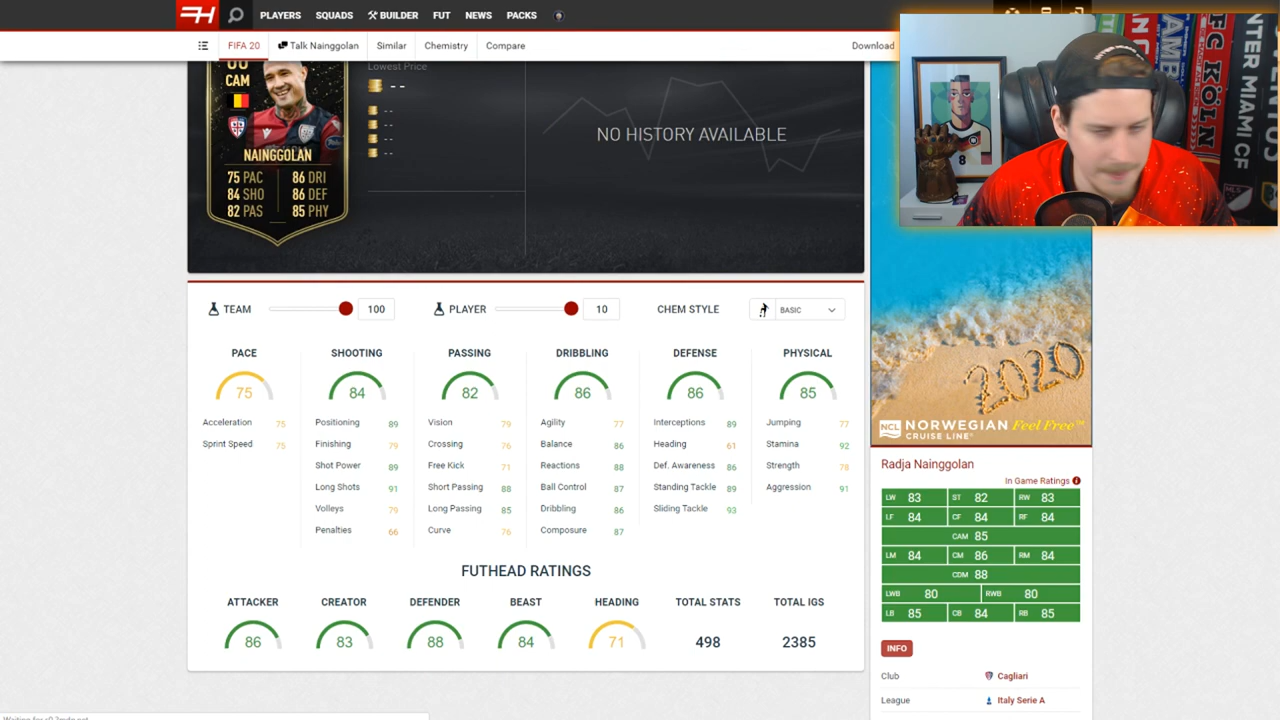 PLAYERS SQUADS BUILDER FUT NEWS PACKS
FIFA 20 Talk Nainggolan Similar Chemistry Compare Download
CAM
NAINGGOLAN
75 PAC 86 DRI
84 SHO 86 DEF
82 PAS 85 PHY
Lowest Price
--
--
--
--
--
NO HISTORY AVAILABLE
TEAM 100 PLAYER 10 CHEM STYLE BASIC
PACE SHOOTING PASSING DRIBBLING DEFENSE PHYSICAL
75 84 82 86 86 85
Acceleration 75 Positioning 89 Vision 79 Agility 77 Interceptions 89 Jumping 77
Sprint Speed 75 Finishing 79 Crossing 76 Balance 86 Heading 61 Stamina 92
Shot Power 89 Free Kick 71 Reactions 88 Def. Awareness 86 Strength 78
Long Shots 91 Short Passing 88 Ball Control 87 Standing Tackle 89 Aggression 91
Volleys 79 Long Passing 85 Dribbling 86 Sliding Tackle 93
Penalties 66 Curve 76 Composure 87
FUTHEAD RATINGS
ATTACKER CREATOR DEFENDER BEAST HEADING TOTAL STATS TOTAL IGS
86 83 88 84 71 498 2385
8
FC KÖLN
INTER MIAMI CF
MLS
2020
NCL NORWEGIAN Feel Free
CRUISE LINE
Radja Nainggolan
In Game Ratings
LW 83 ST 82 RW 83
LF 84 CF 84 RF 84
CAM 85
LM 84 CM 86 RM 84
CDM 88
LWB 80 RWB 80
LB 85 CB 84 RB 85
INFO
Club Cagliari
League Italy Serie A